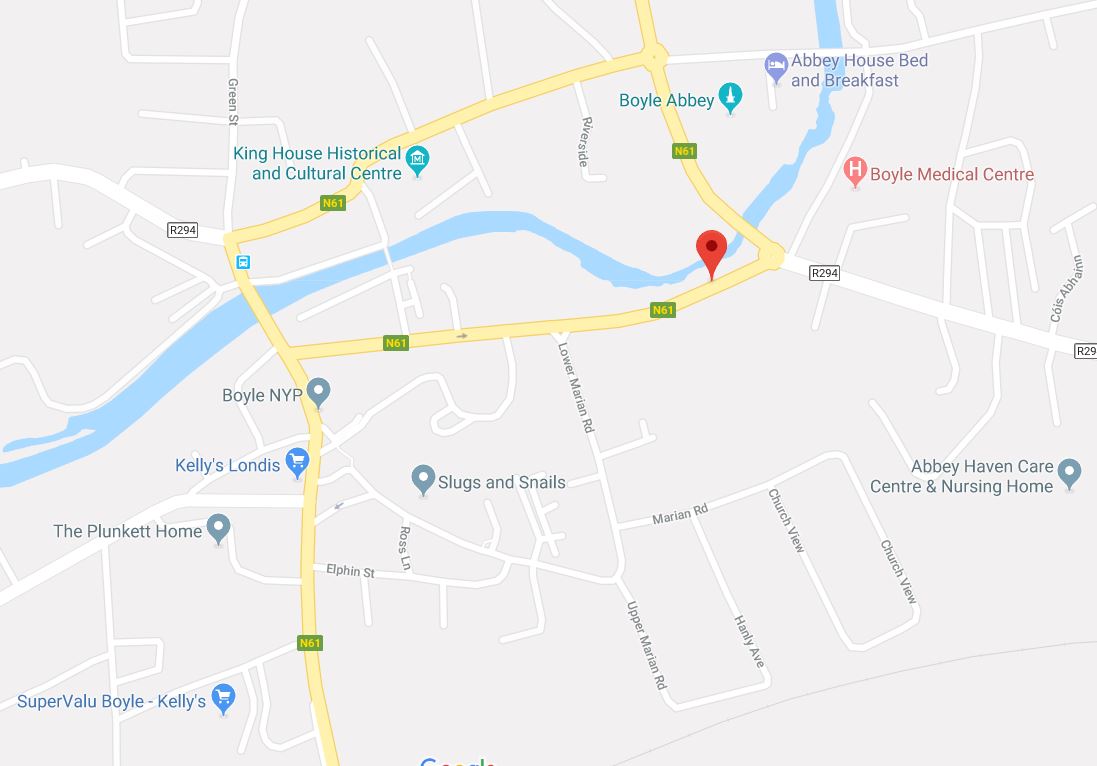 Abbey House Bed
and Breakfast
Boyle Abbey
Green St
Riverside
King House Historical
and Cultural Centre
N61
Boyle Medical Centre
N61
R294
R294
Cóis Abhainn
N61
N61
R29
Lower Marian Rd
Boyle NYP
Kelly's Londis
Abbey Haven Care
Centre & Nursing Home
Slugs and Snails
Marian Rd
Church View
The Plunkett Home
Ross Ln
Church View
Elphin St
Upper Marian Rd
Hanly Ave
N61
SuperValu Boyle - Kelly's
Google